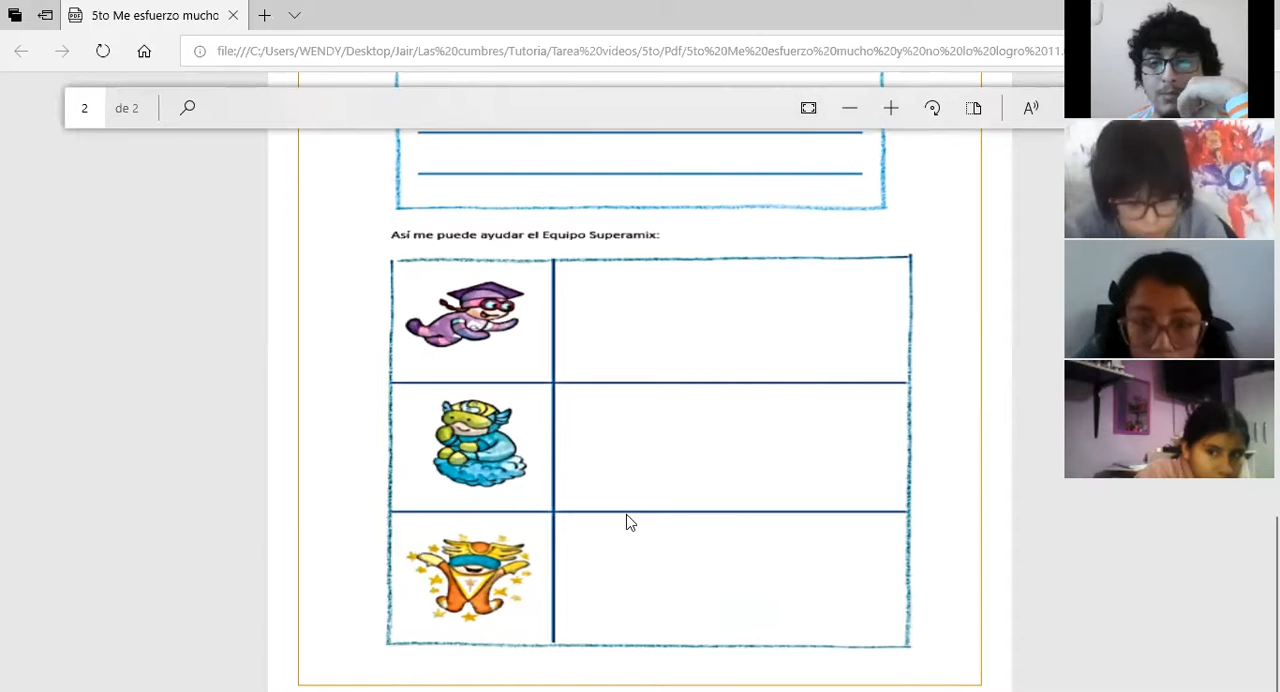 5to Me esfuerzo mucho
file:///C:/Users/WENDY/Desktop/Jair/Las%20cumbres/Tutoria/Tarea%20videos/5to/Pdf/5to%20Me%20esfuerzo%20mucho%20y%20no%20lo%20logro%2011.
2 de 2
Así me puede ayudar el Equipo Superamix: